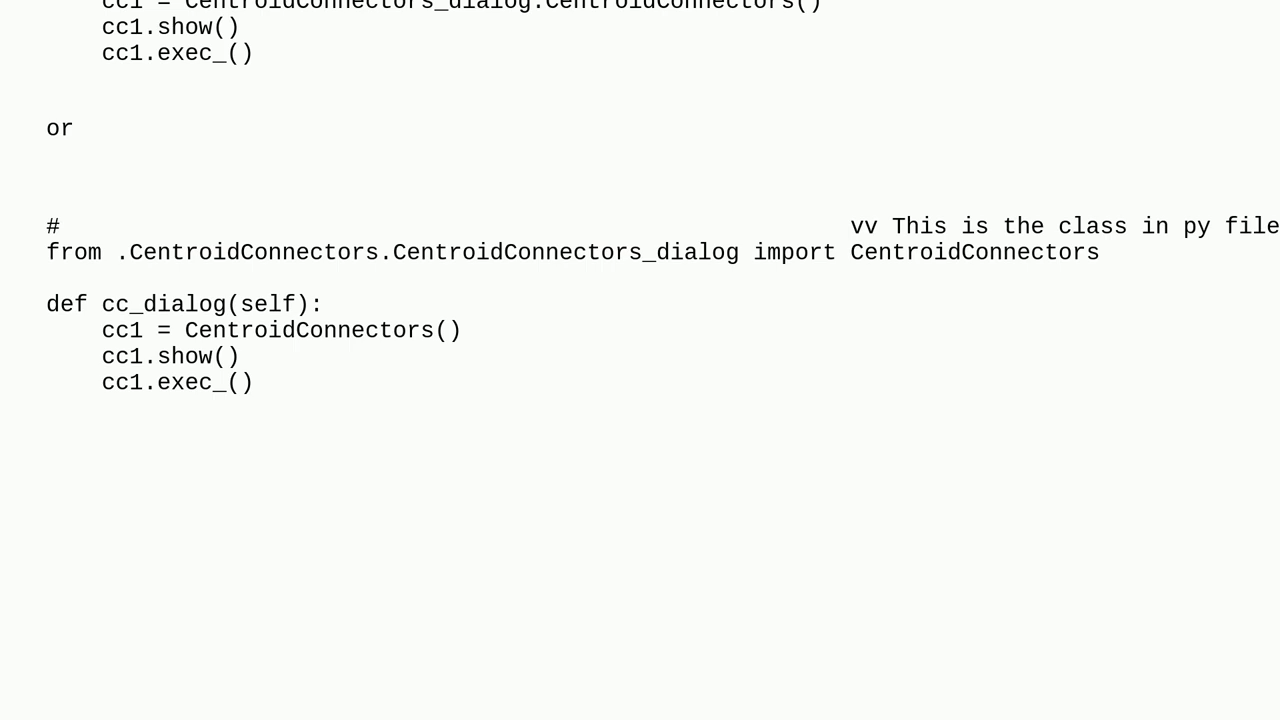 cc1 = CentroidConnectors_dialog.CentroidConnectors()
    cc1.show()
    cc1.exec_()
or
#                                                         vv This is the class in py file
from .CentroidConnectors.CentroidConnectors_dialog import CentroidConnectors
def cc_dialog(self):
    cc1 = CentroidConnectors()
    cc1.show()
    cc1.exec_()